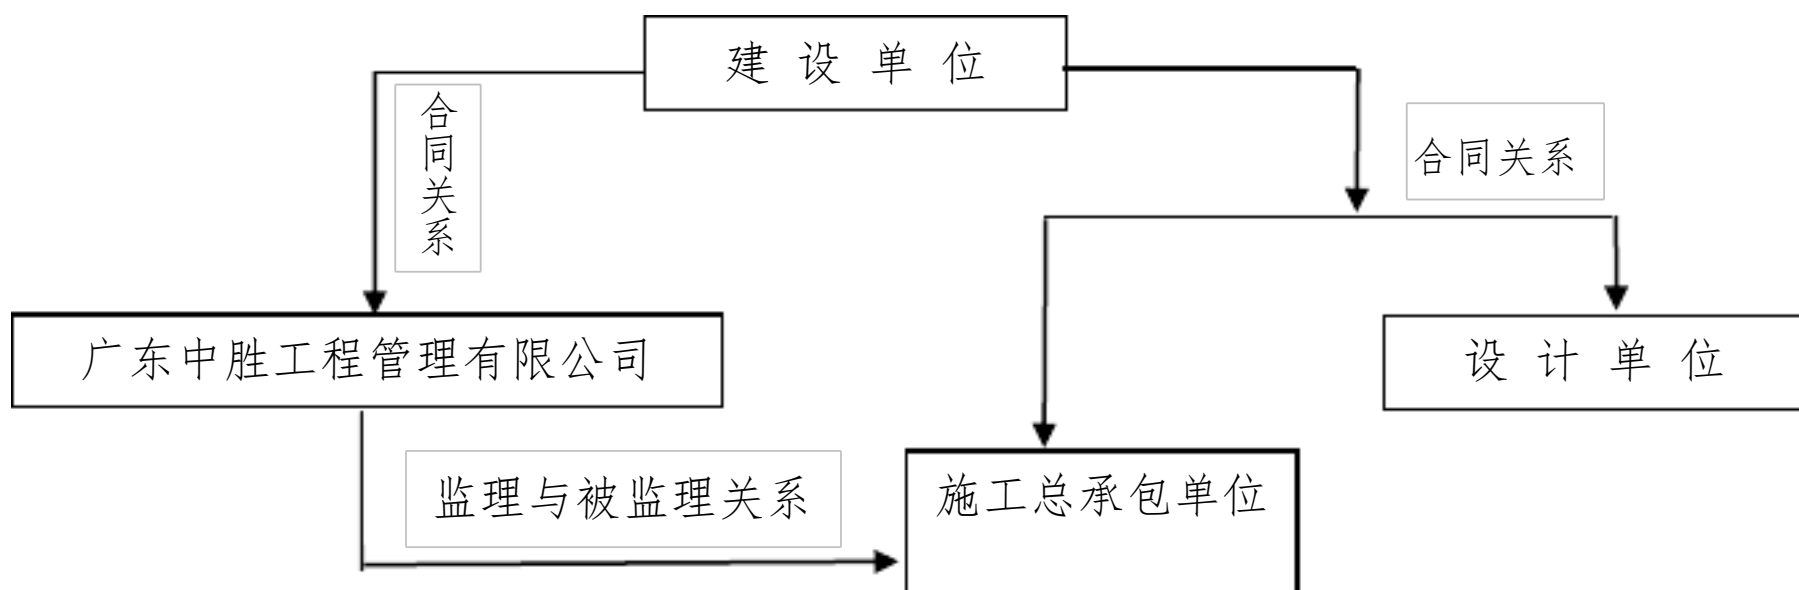 建设单位
合同关系
合同关系
广东中胜工程管理有限公司
设计单位
监理与被监理关系
施工总承包单位